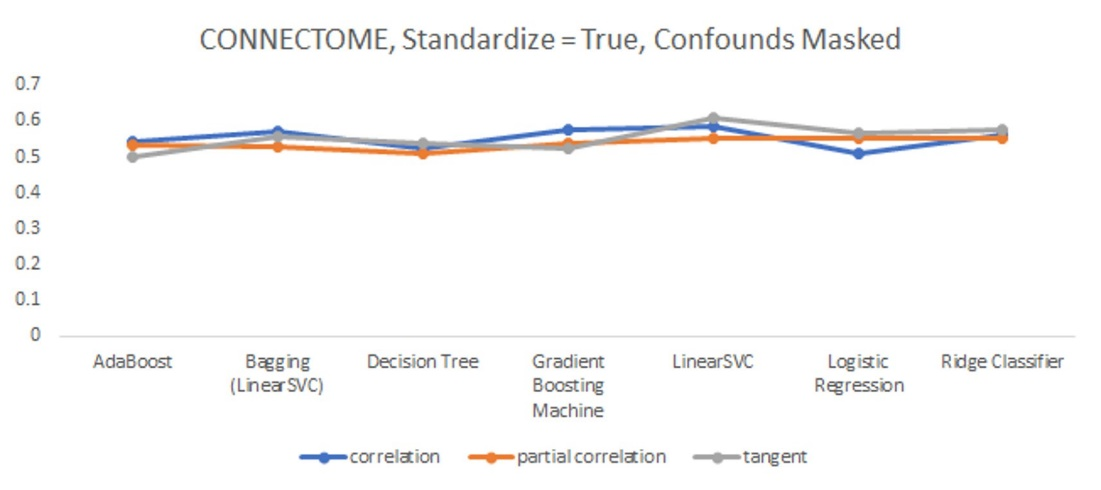 CONNECTOME, Standardize = True, Confounds Masked
0.7
0.6
0.5
0.4
0.3
0.2
0.1
0
AdaBoost
Bagging
(LinearSVC)
Decision Tree
Gradient
Boosting
Machine
LinearSVC
Logistic
Regression
Ridge Classifier
correlation
partial correlation
tangent